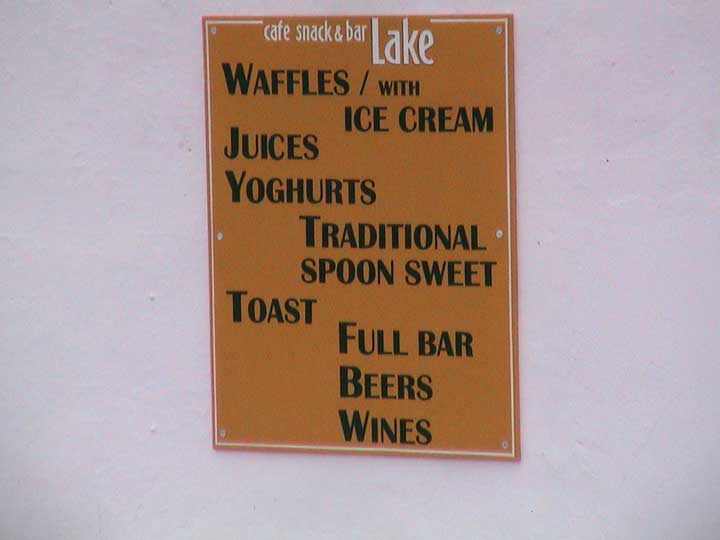 cafe snack & bar Lake
WAFFLES / WITH
ICE CREAM
JUICES
YOGHURTS
TRADITIONAL
SPOON SWEET
TOAST
FULL BAR
BEERS
WINES